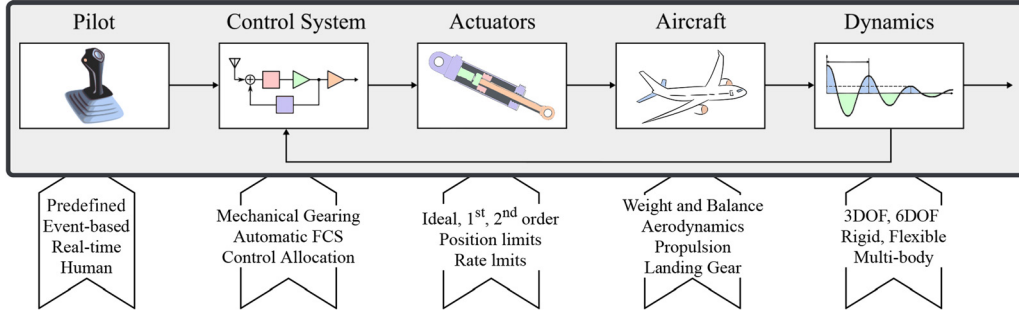 Pilot
Control System
Actuators
Aircraft
Dynamics
Predefined
Event-based
Real-time
Human
Mechanical Gearing
Automatic FCS
Control Allocation
Ideal, 1st, 2nd order
Position limits
Rate limits
Weight and Balance
Aerodynamics
Propulsion
Landing Gear
3DOF, 6DOF
Rigid, Flexible
Multi-body